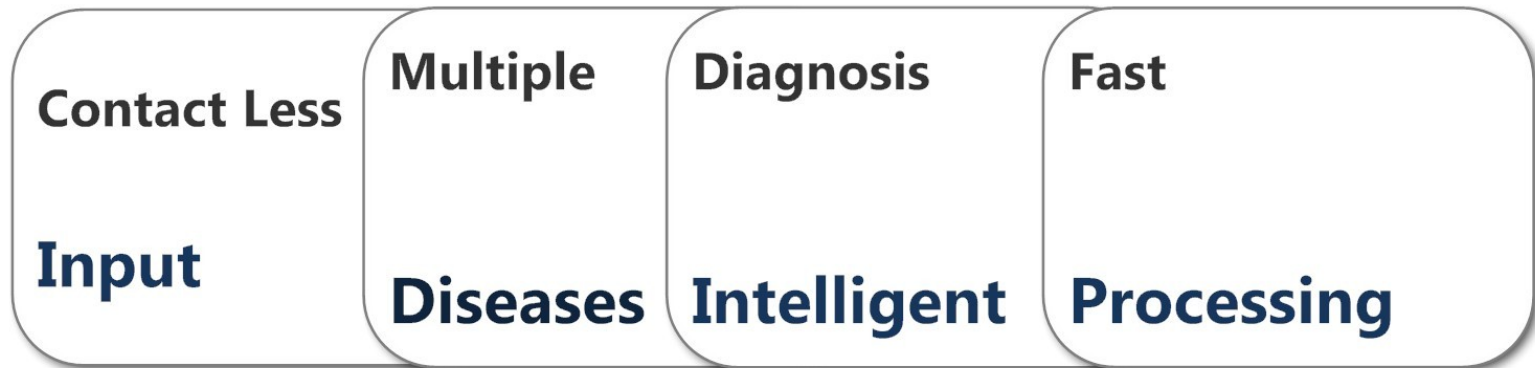 Contact Less
Input
Multiple
Diseases
Diagnosis
Intelligent
Fast
Processing